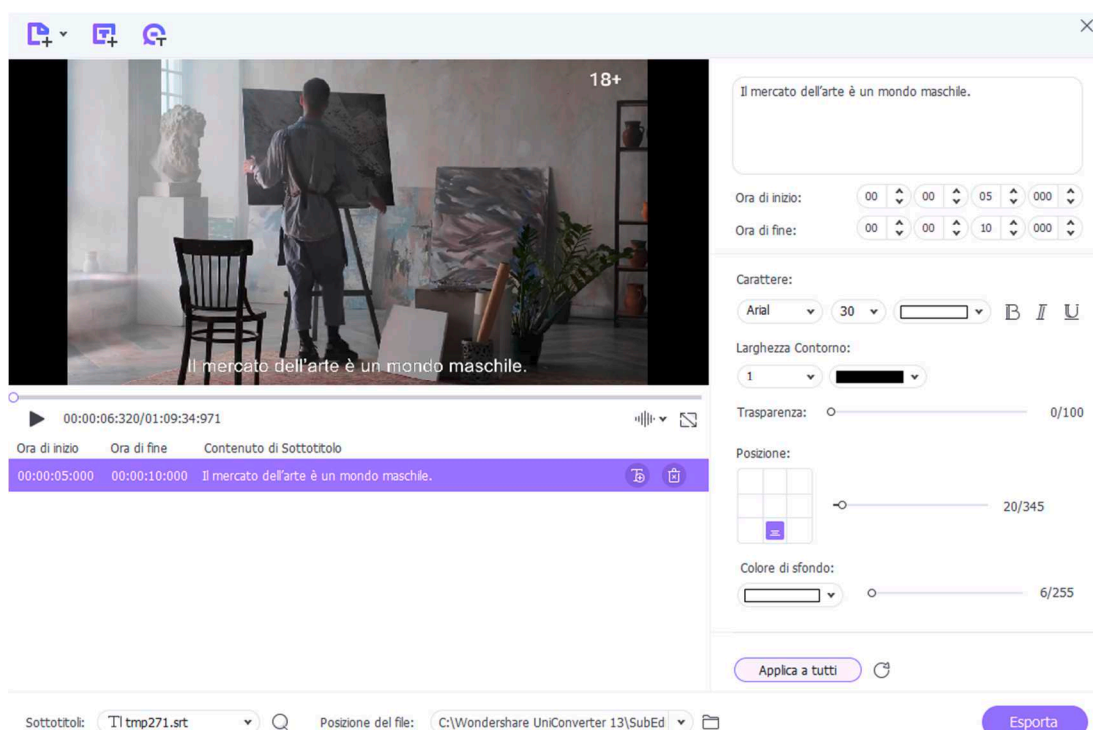 18+
Il mercato dell'arte è un mondo maschile.
00:00:06:320/01:09:34:971
Ora di inizio Ora di fine Contenuto di Sottotitolo
00:00:05:000 00:00:10:000 Il mercato dell'arte è un mondo maschile.
Il mercato dell'arte è un mondo maschile.
Ora di inizio: 00 00 05 000
Ora di fine: 00 00 10 000
Carattere:
Arial 30 B I U
Larghezza Contorno:
1
Trasparenza: 0/100
Posizione:
20/345
Colore di sfondo:
6/255
Applica a tutti
Sottotitoli: T tmp271.srt Posizione del file: C:\Wondershare UniConverter 13\SubEd Esporta